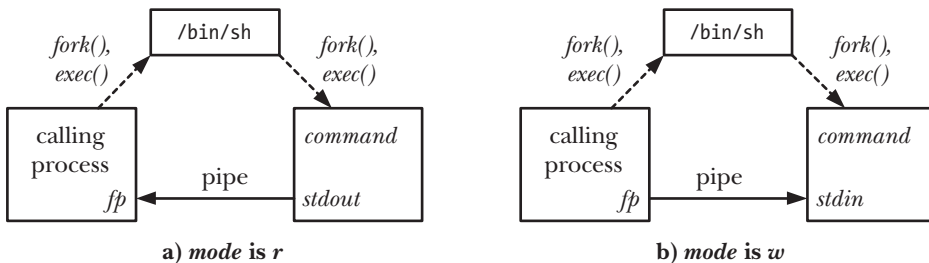 /bin/sh
fork(),
exec()
fork(),
exec()
calling
process
fp
pipe
command
stdout
a) mode is r
/bin/sh
fork(),
exec()
fork(),
exec()
calling
process
fp
pipe
command
stdin
b) mode is w